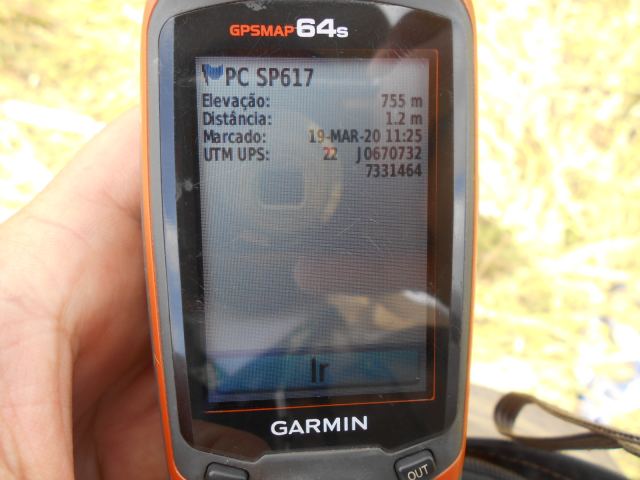 GPSMAP 64s
PC SP617
Elevação: 755 m
Distância: 1.2 m
Marcado: 19-MAR-20 11:25
UTM UPS: 22 J0670732
7331464
Ir
GARMIN
OUT